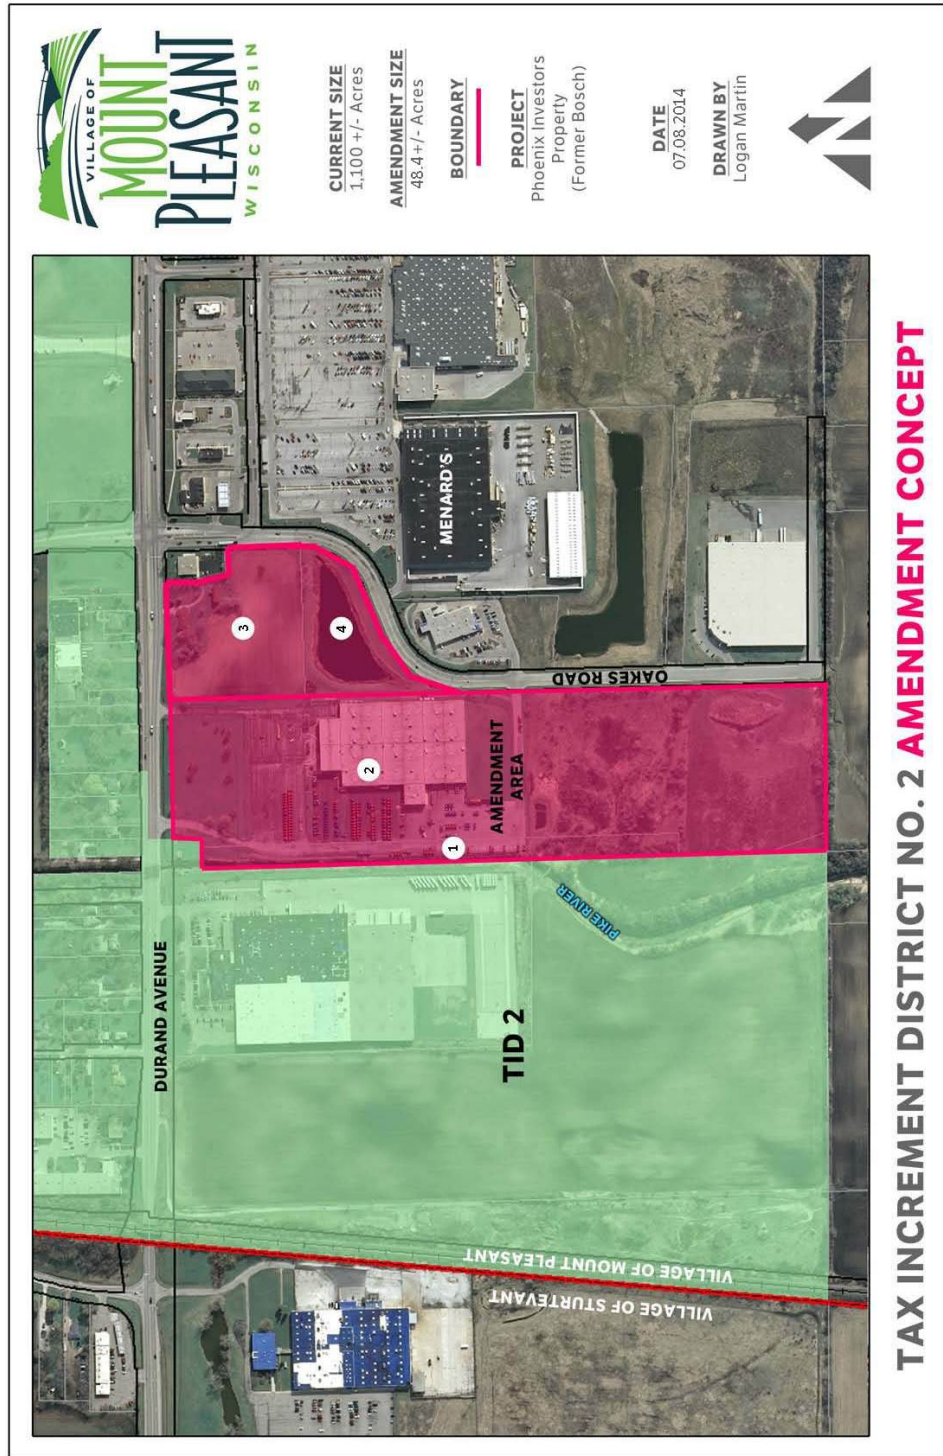 VILLAGE OF
MOUNT
PLEASANT
WISCONSIN
CURRENT SIZE
1,100 +/- Acres
AMENDMENT SIZE
48.4+/- Acres
BOUNDARY
PROJECT
Phoenix Investors
Property
(Former Bosch)
DATE
07.08.2014
DRAWN BY
Logan Martin
N
DURAND AVENUE
MENARD'S
OAKES ROAD
3
4
2
1
AMENDMENT
AREA
PIKE RIVER
TID 2
VILLAGE OF MOUNT PLEASANT
VILLAGE OF STURTEVANT
TAX INCREMENT DISTRICT NO. 2 AMENDMENT CONCEPT